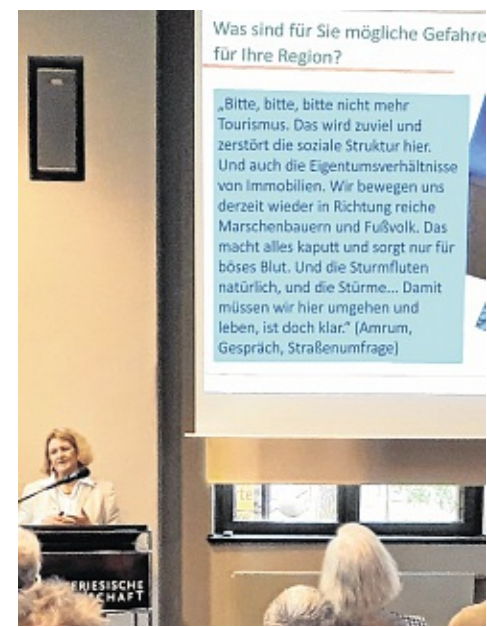 Was sind für Sie mögliche Gefahre
für Ihre Region?
„Bitte, bitte, bitte nicht mehr
Tourismus. Das wird zuviel und
zerstört die soziale Struktur hier.
Und auch die Eigentumsverhältnisse
von Immobilien. Wir bewegen uns
derzeit wieder in Richtung reiche
Marschenbauern und Fußvolk. Das
macht alles kaputt und sorgt nur für
böses Blut. Und die Sturmfluten
natürlich, und die Stürme... Damit
müssen wir hier umgehen und
leben, ist doch klar.“ (Amrum,
Gespräch, Straßenumfrage)
FRIESISCHE
CHAFT